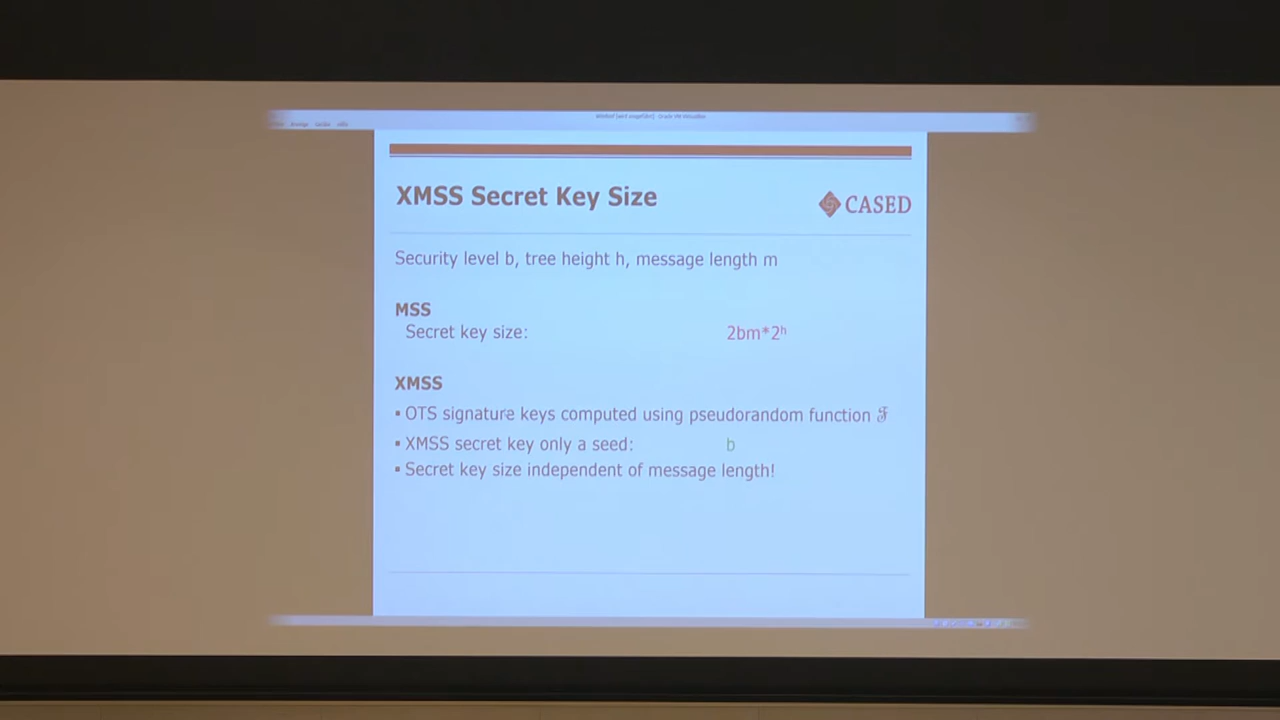 XMSS Secret Key Size
CASED
Security level b, tree height h, message length m
MSS
Secret key size: 2bm*2ʰ
XMSS
▪ OTS signature keys computed using pseudorandom function ℱ
▪ XMSS secret key only a seed: b
▪ Secret key size independent of message length!